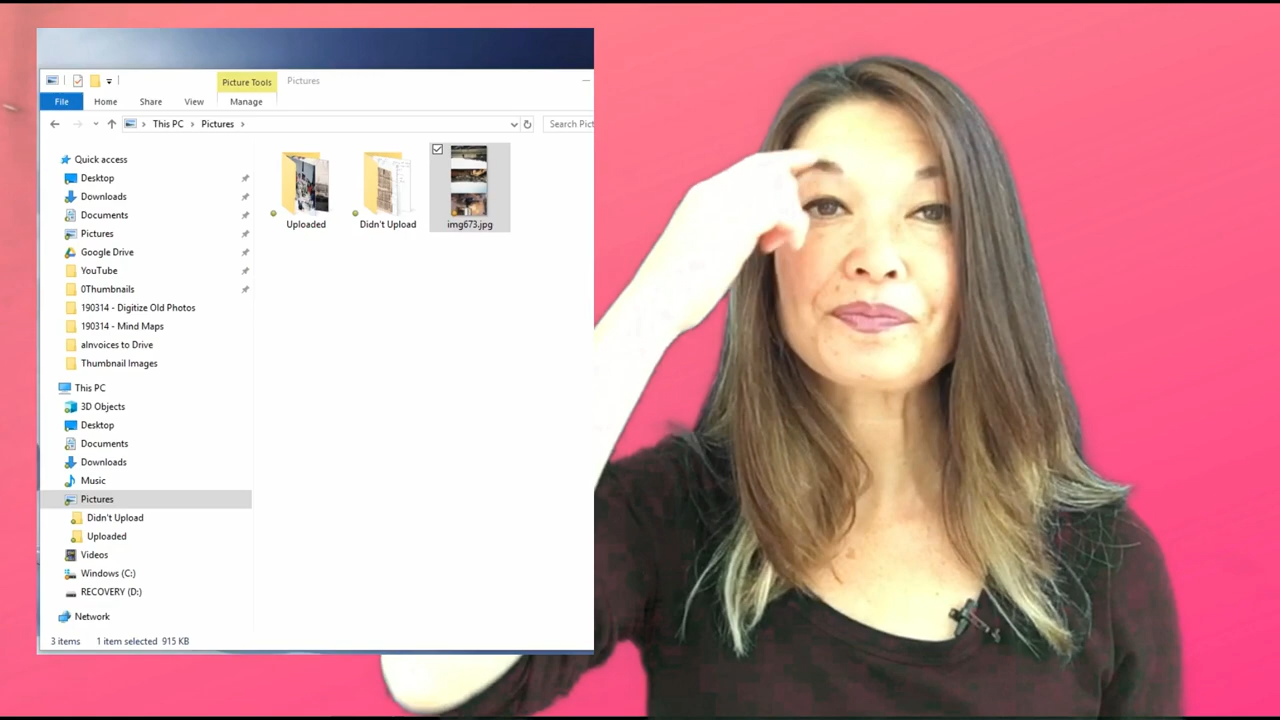 Picture Tools
Pictures
File
Home
Share
View
Manage
This PC
Pictures
Search Pict
Quick access
Desktop
Downloads
Documents
Pictures
Google Drive
YouTube
0Thumbnails
190314 - Digitize Old Photos
190314 - Mind Maps
aInvoices to Drive
Thumbnail Images
This PC
3D Objects
Desktop
Documents
Downloads
Music
Pictures
Didn't Upload
Uploaded
Videos
Windows (C:)
RECOVERY (D:)
Network
Uploaded
Didn't Upload
img673.jpg
3 items
1 item selected 915 KB